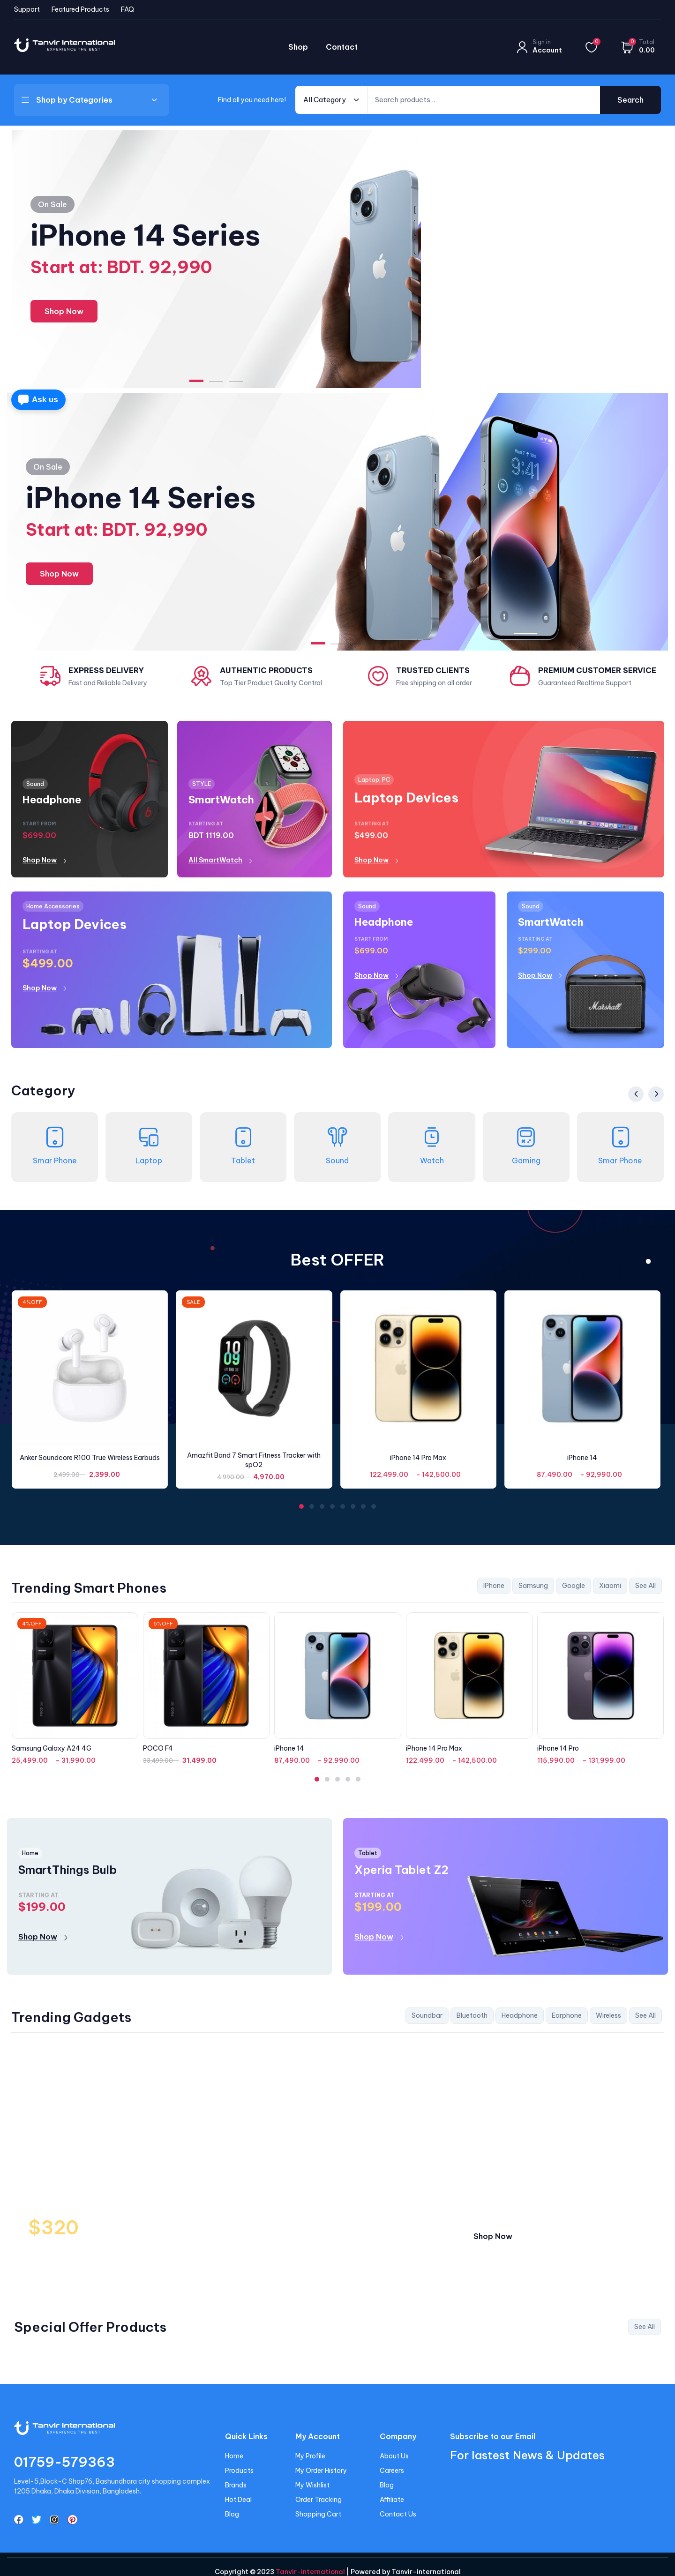 Support Featured Products FAQ
Tanvir International
EXPERIENCE THE BEST
Shop Contact
Sign in
Account
0
0
Total
0.00
Shop by Categories
Find all you need here!
All Category
Search products...
Search
On Sale
iPhone 14 Series
Start at: BDT. 92,990
Shop Now
Ask us
On Sale
iPhone 14 Series
Start at: BDT. 92,990
Shop Now
9:41
EXPRESS DELIVERY
Fast and Reliable Delivery
AUTHENTIC PRODUCTS
Top Tier Product Quality Control
TRUSTED CLIENTS
Free shipping on all order
PREMIUM CUSTOMER SERVICE
Guaranteed Realtime Support
Sound
Headphone
START FROM
$699.00
Shop Now
STYLE
SmartWatch
STARTING AT
BDT 1119.00
All SmartWatch
Laptop, PC
Laptop Devices
STARTING AT
$499.00
Shop Now
Home Accessories
Laptop Devices
STARTING AT
$499.00
Shop Now
Sound
Headphone
START FROM
$699.00
Shop Now
Sound
SmartWatch
STARTING AT
$299.00
Shop Now
Marshall
Category
Smar Phone
Laptop
Tablet
Sound
Watch
Gaming
Smar Phone
Best OFFER
4%OFF
Anker Soundcore R100 True Wireless Earbuds
2,499.00 2,399.00
SALE
10
09
Amazfit Band 7 Smart Fitness Tracker with spO2
4,990.00 4,970.00
iPhone 14 Pro Max
122,499.00 - 142,500.00
iPhone 14
87,490.00 - 92,990.00
Trending Smart Phones
IPhone Samsung Google Xiaomi See All
4%OFF
Samsung Galaxy A24 4G
25,499.00 - 31,990.00
6%OFF
POCO F4
33,499.00 31,499.00
iPhone 14
87,490.00 - 92,990.00
iPhone 14 Pro Max
122,499.00 - 142,500.00
iPhone 14 Pro
115,990.00 - 131,999.00
Home
SmartThings Bulb
STARTING AT
$199.00
Shop Now
Tablet
Xperia Tablet Z2
STARTING AT
$199.00
Shop Now
Trending Gadgets
Soundbar Bluetooth Headphone Earphone Wireless See All
$320
Shop Now
Special Offer Products
See All
Tanvir International
EXPERIENCE THE BEST
01759-579363
Level-5,Block-C Shop76, Bashundhara city shopping complex
1205 Dhaka, Dhaka Division, Bangladesh.
Quick Links
Home
Products
Brands
Hot Deal
Blog
My Account
My Profile
My Order History
My Wishlist
Order Tracking
Shopping Cart
Company
About Us
Careers
Blog
Affiliate
Contact Us
Subscribe to our Email
For lastest News & Updates
Copyright © 2023 Tanvir-international | Powered by Tanvir-international